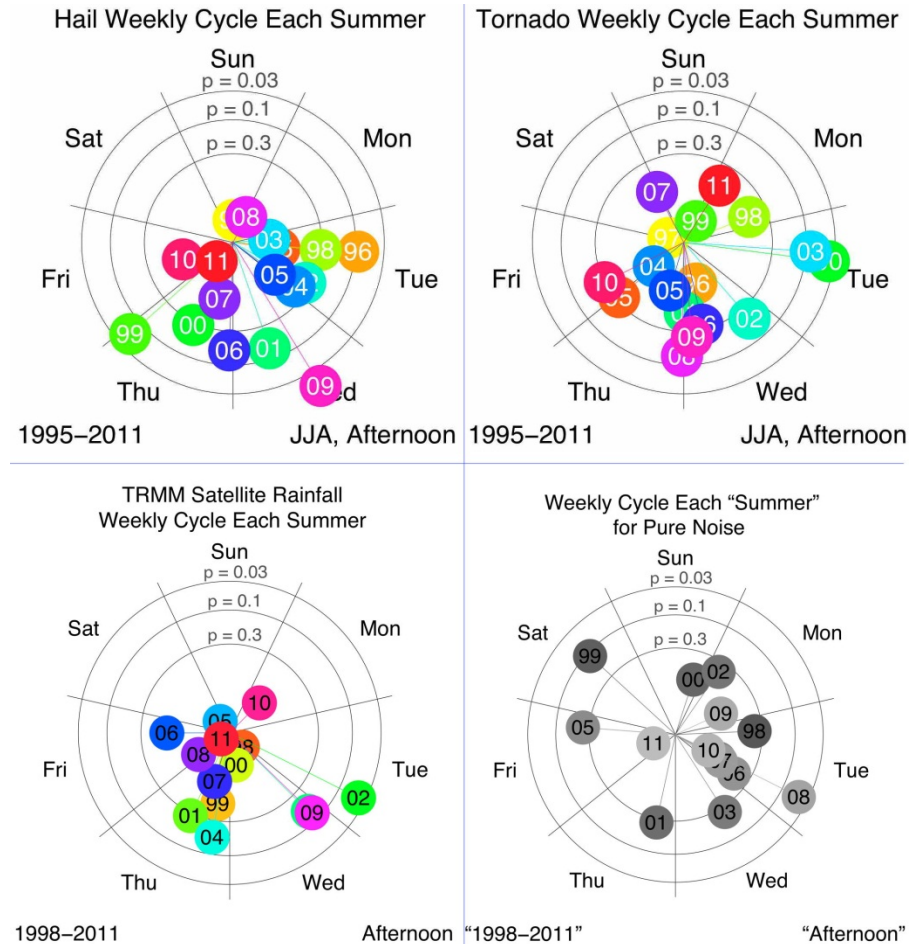 Hail Weekly Cycle Each Summer
Sun
p = 0.03
p = 0.1
p = 0.3
Sat
Mon
08
03
98
96
10
11
05
04
Fri
Tue
07
00
99
06
01
09
Thu
1995–2011
JJA, Afternoon
Tornado Weekly Cycle Each Summer
Sun
p = 0.03
p = 0.1
p = 0.3
Sat
Mon
07
11
98
99
97
03
04
10
05
05
02
Fri
Tue
09
Thu
Wed
1995–2011
JJA, Afternoon
TRMM Satellite Rainfall
Weekly Cycle Each Summer
Sun
p = 0.03
p = 0.1
p = 0.3
Sat
Mon
10
05
06
11
08
00
07
99
01
04
09
02
Fri
Tue
Thu
Wed
1998-2011
Afternoon
Weekly Cycle Each “Summer”
for Pure Noise
Sun
p = 0.03
p = 0.1
p = 0.3
Sat
Mon
99
00
02
05
09
98
11
10
06
08
01
03
Fri
Tue
Thu
Wed
“1998-2011”
“Afternoon”